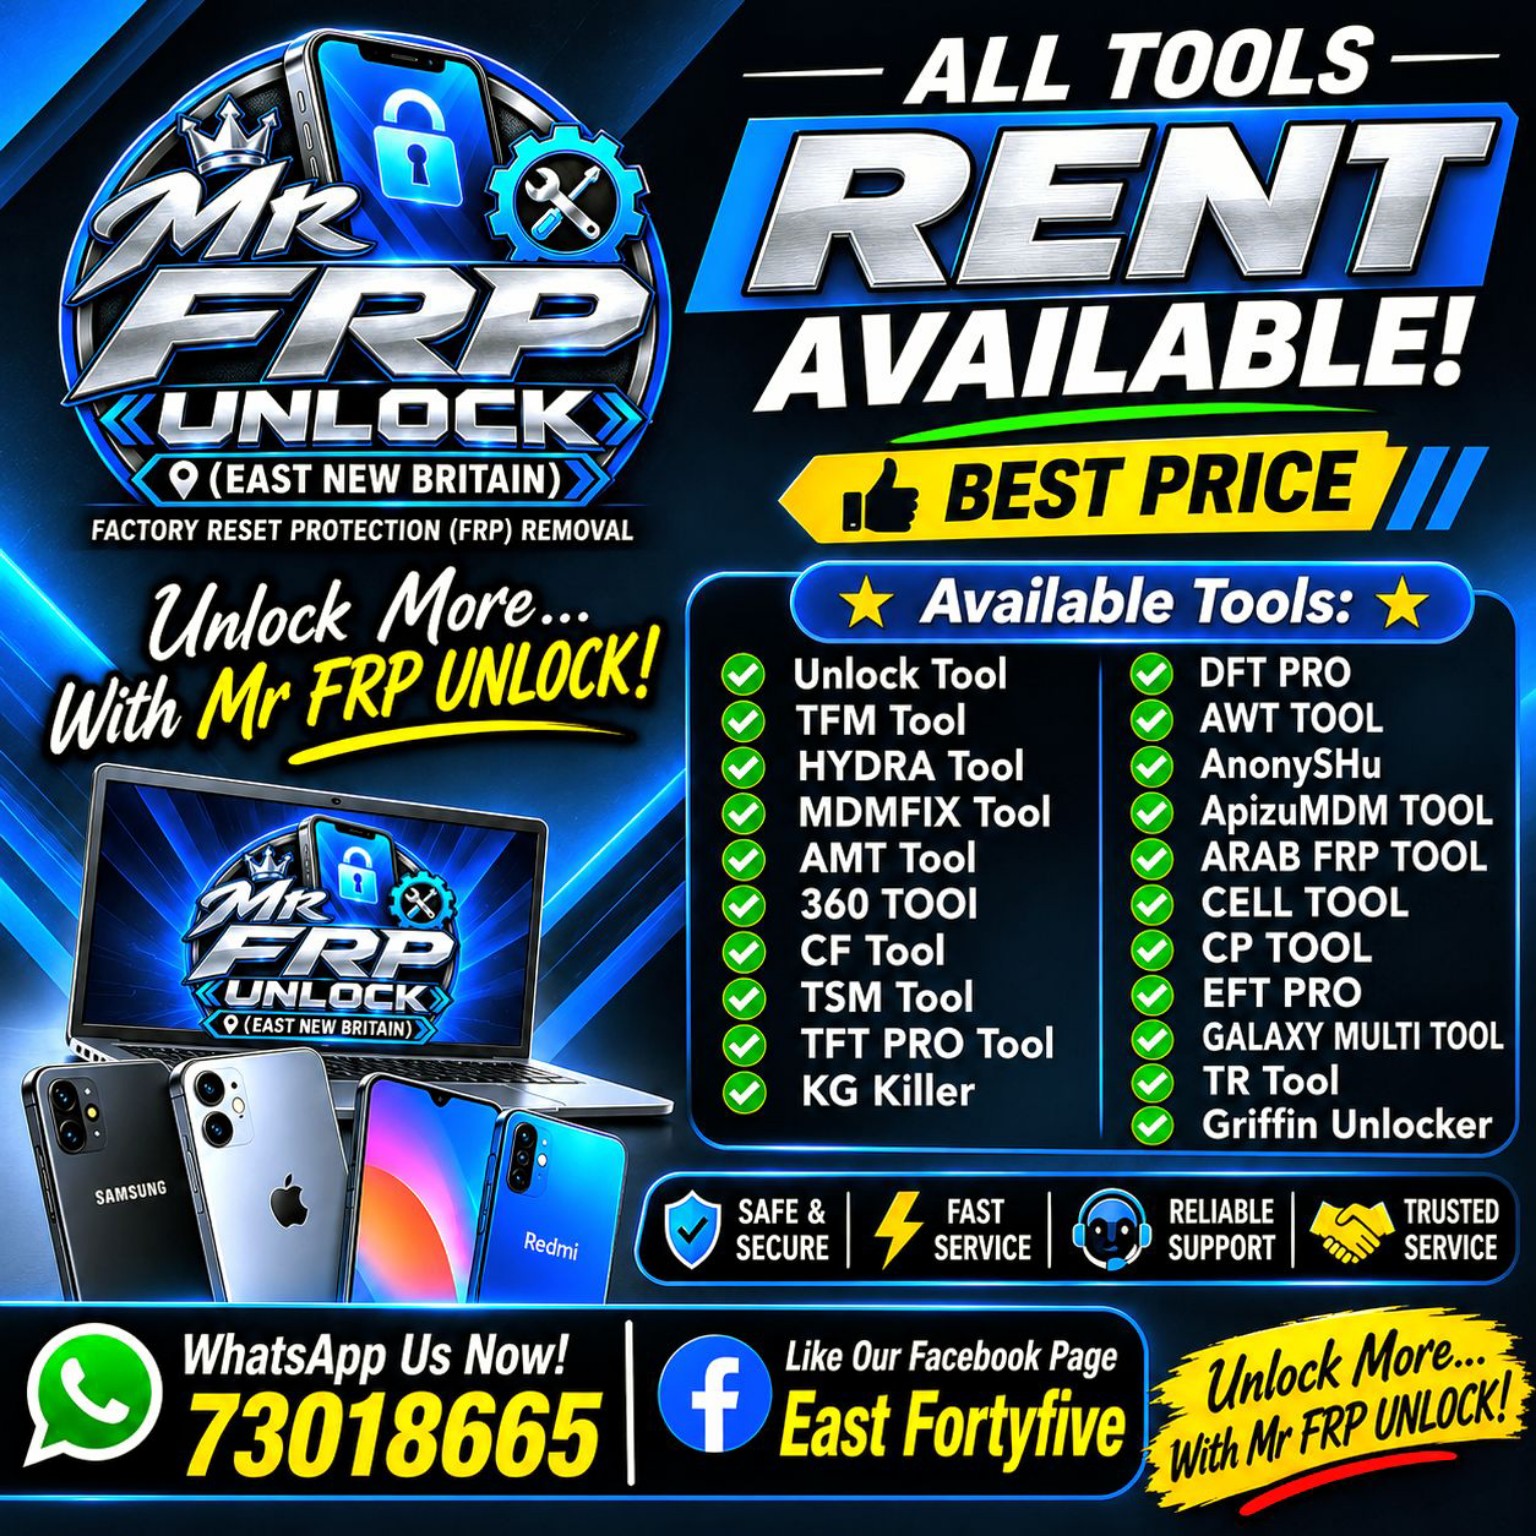 Mr
FRP
UNLOCK
(EAST NEW BRITAIN)
FACTORY RESET PROTECTION (FRP) REMOVAL
Unlock More...
With Mr FRP UNLOCK!
ALL TOOLS
RENT
AVAILABLE!
BEST PRICE
Available Tools:
Unlock Tool
TFM Tool
HYDRA Tool
MDMFIX Tool
AMT Tool
360 TOOl
CF Tool
TSM Tool
TFT PRO Tool
KG Killer
DFT PRO
AWT TOOL
AnonySHu
ApizuMDM TOOL
ARAB FRP TOOL
CELL TOOL
CP TOOL
EFT PRO
GALAXY MULTI TOOL
TR Tool
Griffin Unlocker
Mr
FRP
UNLOCK
(EAST NEW BRITAIN)
SAMSUNG
Redmi
SAFE &
SECURE
FAST
SERVICE
RELIABLE
SUPPORT
TRUSTED
SERVICE
WhatsApp Us Now!
73018665
Like Our Facebook Page
East Fortyfive
Unlock More...
With Mr FRP UNLOCK!